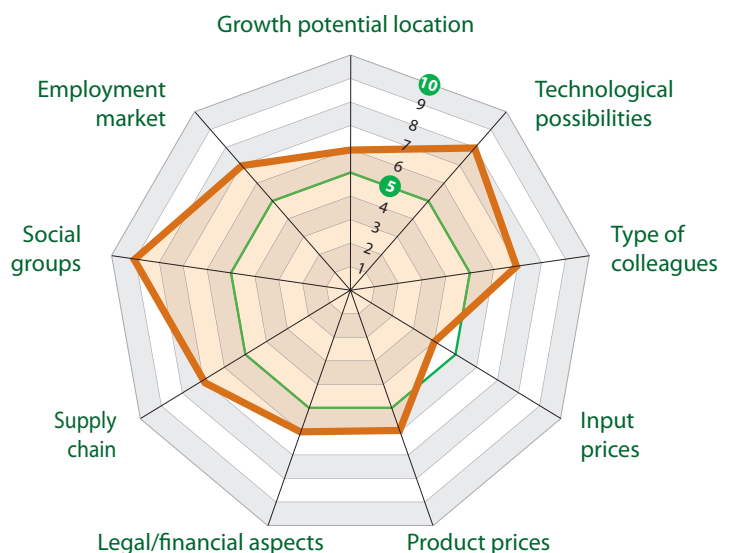 Growth potential location
Employment
market
Technological
possibilities
10
9
8
7
6
5
4
3
2
1
Social
groups
Type of
colleagues
Supply
chain
Input
prices
Legal/financial aspects
Product prices